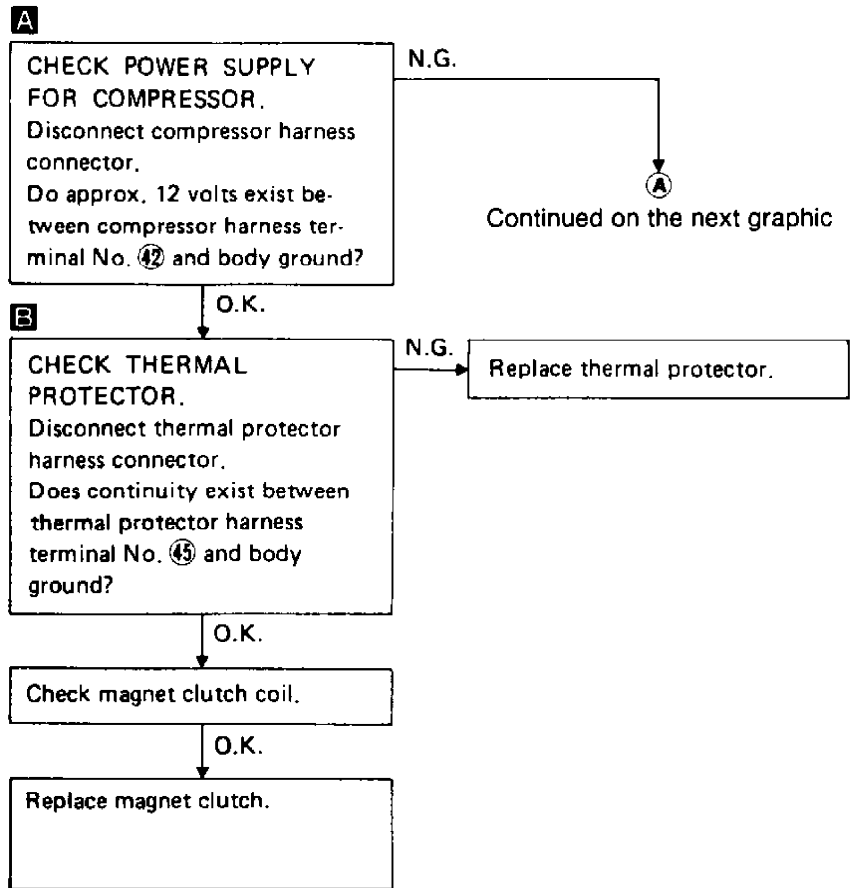 A
CHECK POWER SUPPLY
FOR COMPRESSOR.
Disconnect compressor harness
connector.
Do approx. 12 volts exist be-
tween compressor harness ter-
minal No. 42 and body ground?
N.G.
A
Continued on the next graphic
O.K.
B
CHECK THERMAL
PROTECTOR.
Disconnect thermal protector
harness connector.
Does continuity exist between
thermal protector harness
terminal No. 45 and body
ground?
N.G.
Replace thermal protector.
O.K.
Check magnet clutch coil.
O.K.
Replace magnet clutch.